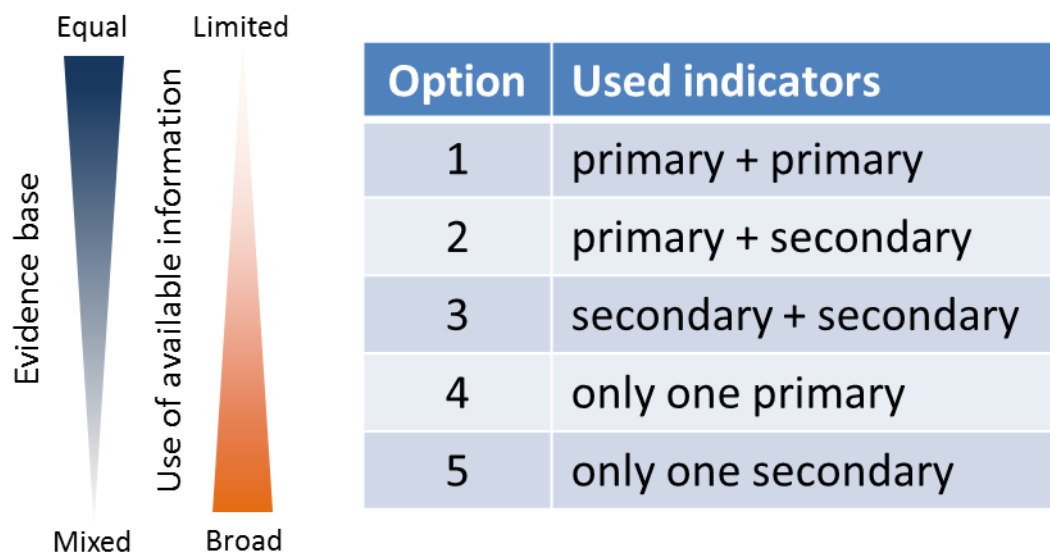 Equal
Limited
Evidence base
Use of available information
Mixed
Broad
Option Used indicators
1 primary + primary
2 primary + secondary
3 secondary + secondary
4 only one primary
5 only one secondary